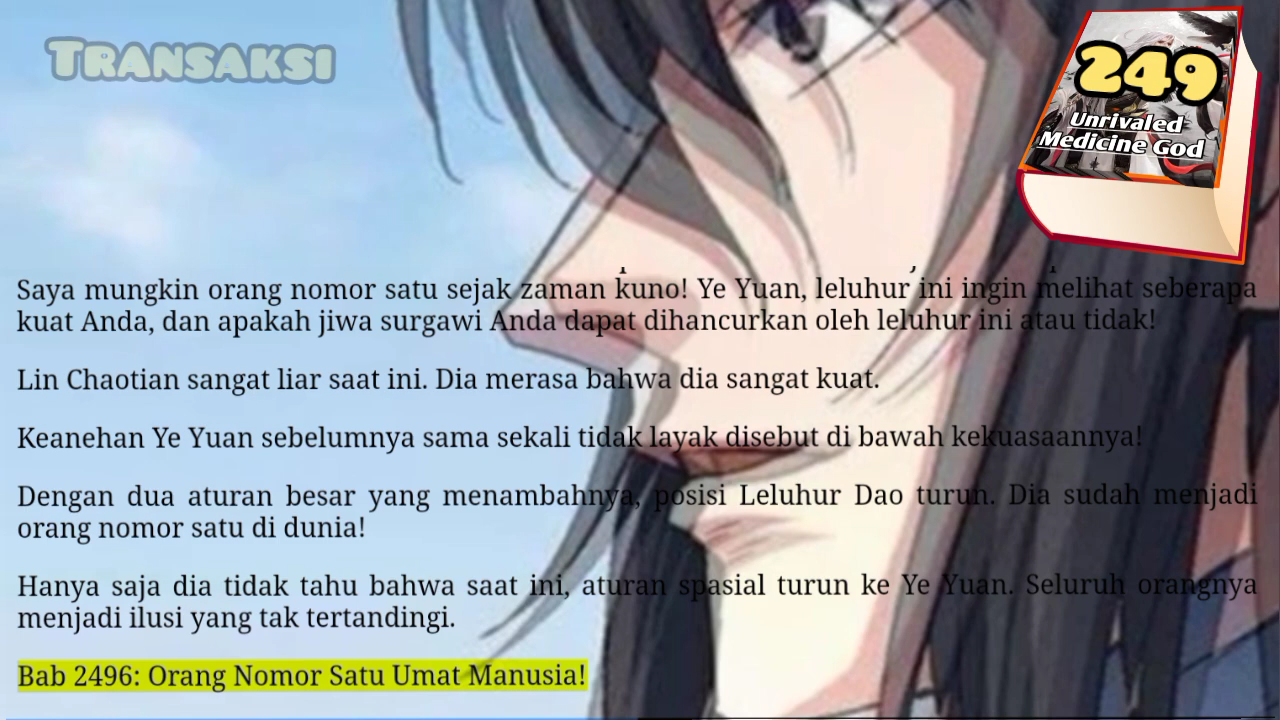 TRANSAKSI
249
Unrivaled
Medicine God
Saya mungkin orang nomor satu sejak zaman kuno! Ye Yuan, leluhur ini ingin melihat seberapa
kuat Anda, dan apakah jiwa surgawi Anda dapat dihancurkan oleh leluhur ini atau tidak!
Lin Chaotian sangat liar saat ini. Dia merasa bahwa dia sangat kuat.
Keanehan Ye Yuan sebelumnya sama sekali tidak layak disebut di bawah kekuasaannya!
Dengan dua aturan besar yang menambahnya, posisi Leluhur Dao turun. Dia sudah menjadi
orang nomor satu di dunia!
Hanya saja dia tidak tahu bahwa saat ini, aturan spasial turun ke Ye Yuan. Seluruh orangnya
menjadi ilusi yang tak tertandingi.
Bab 2496: Orang Nomor Satu Umat Manusia!